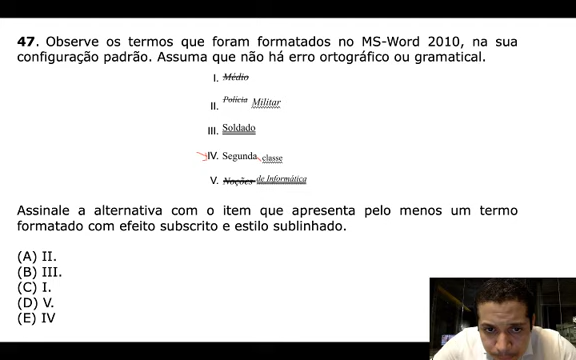 47. Observe os termos que foram formatados no MS-Word 2010, na sua
configuração padrão. Assuma que não há erro ortográfico ou gramatical.
I. Médio
II. Polícia Militar
III. Soldado
IV. Segunda classe
V. Noções de Informática
Assinale a alternativa com o item que apresenta pelo menos um termo
formatado com efeito subscrito e estilo sublinhado.
(A) II.
(B) III.
(C) I.
(D) V.
(E) IV